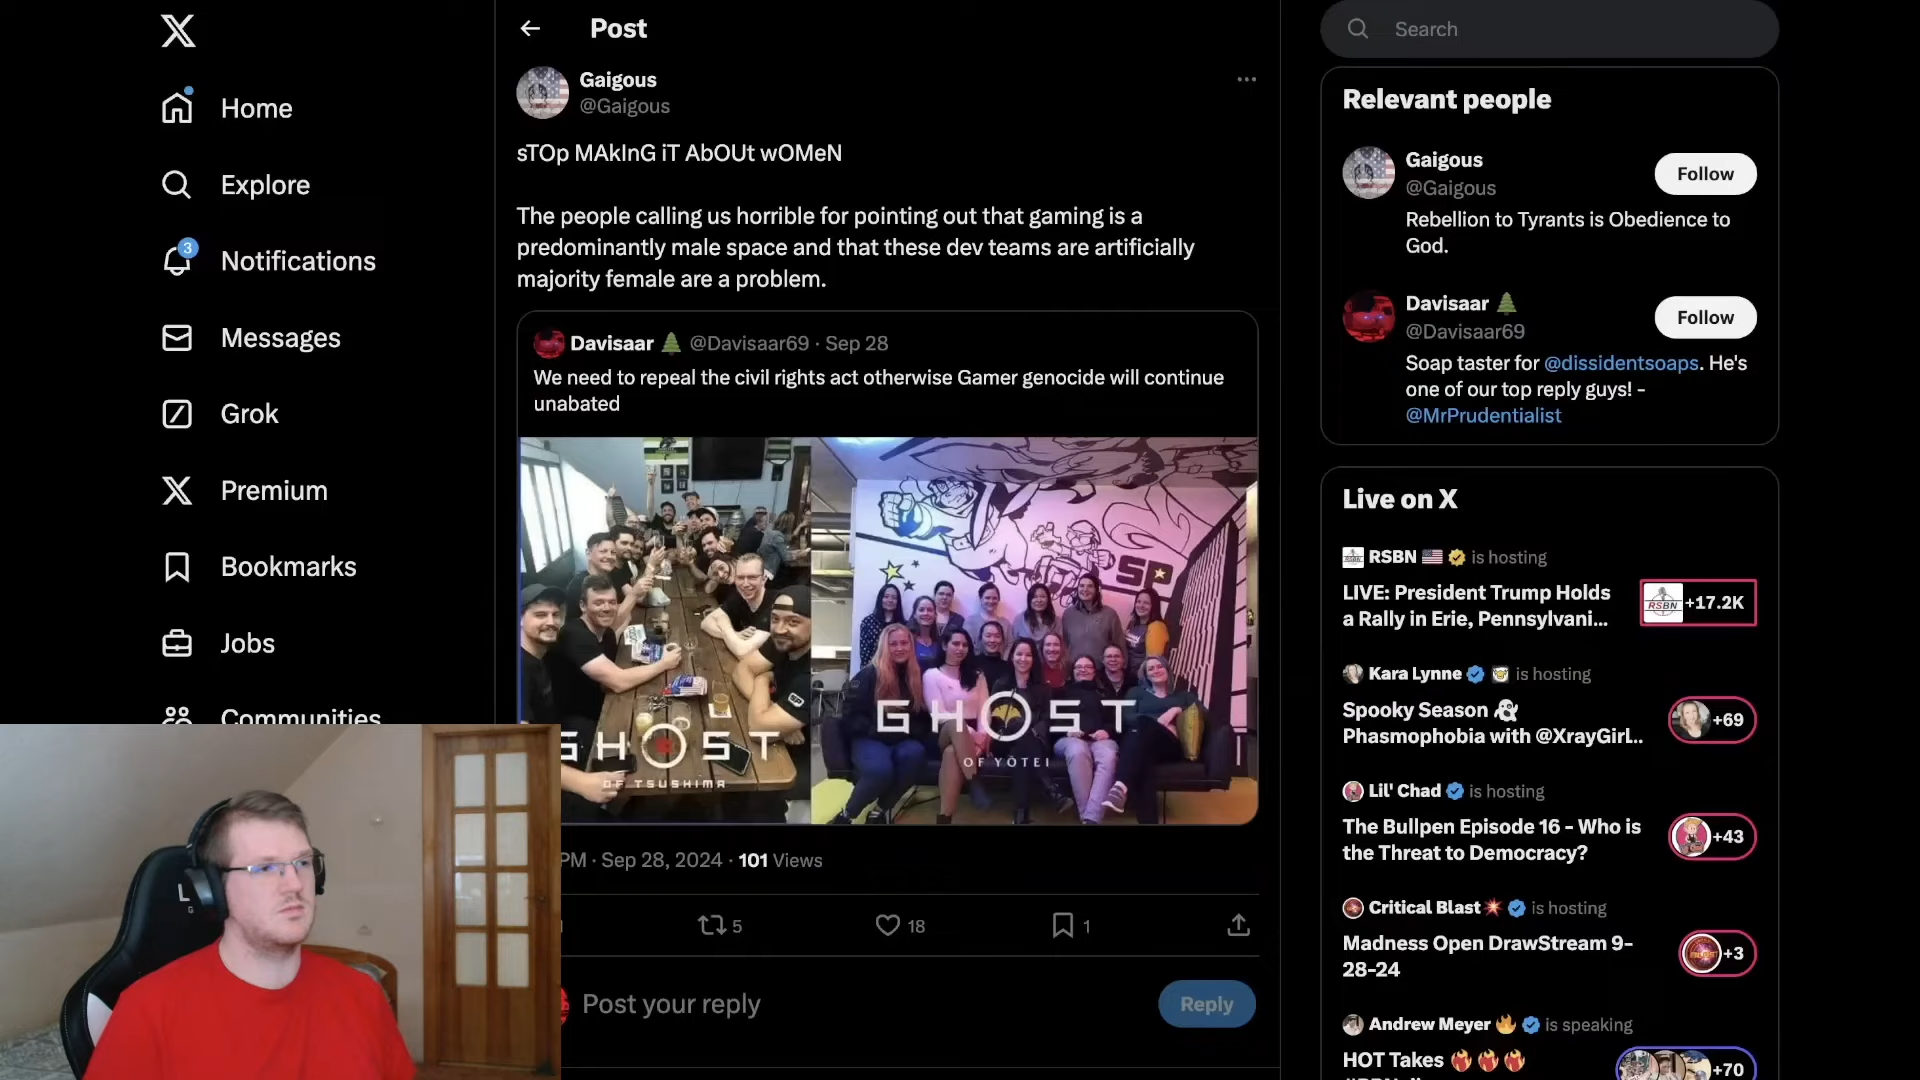 Home
Explore
3
Notifications
Messages
Grok
Premium
Bookmarks
Jobs
Communities
Post
Gaigous
@Gaigous
sTOp MAkInG iT AbOUt wOMeN
The people calling us horrible for pointing out that gaming is a
predominantly male space and that these dev teams are artificially
majority female are a problem.
Davisaar 🌲 @Davisaar69 · Sep 28
We need to repeal the civil rights act otherwise Gamer genocide will continue
unabated
SP
GHOST
OF TSUSHIMA
GHOST
OF YŌTEI
PM · Sep 28, 2024 · 101 Views
5
18
1
Post your reply
Reply
Search
Relevant people
Gaigous
@Gaigous
Follow
Rebellion to Tyrants is Obedience to
God.
Davisaar 🌲
@Davisaar69
Follow
Soap taster for @dissidentsoaps. He's
one of our top reply guys! -
@MrPrudentialist
Live on X
RSBN 🇺🇸 is hosting
LIVE: President Trump Holds
a Rally in Erie, Pennsylvani...
RSBN +17.2K
Kara Lynne is hosting
Spooky Season 👻
Phasmophobia with @XrayGirl..
+69
Lil' Chad is hosting
The Bullpen Episode 16 - Who is
the Threat to Democracy?
+43
Critical Blast💥 is hosting
Madness Open DrawStream 9-
28-24
+3
Andrew Meyer 🔥 is speaking
HOT Takes
+70